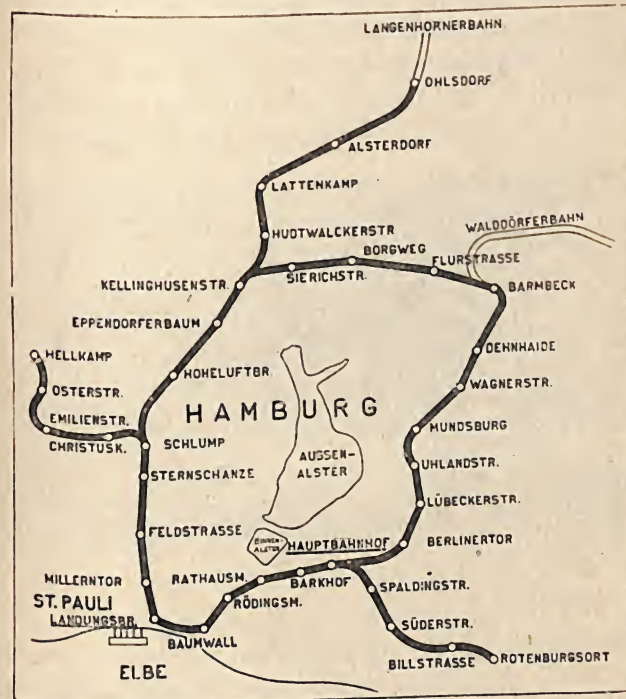 LANGENHORNERBAHN.
OHLSDORF
ALSTERDORF
LATTENKAMP
HUDTWALCKERSTR
WALDDÖRFERBAHN
BORGWEG
FLURSTRASSE
SIERICHSTR.
KELLINGHUSENSTR.
BARMBECK
EPPENDORFERBAUM
HELLKAMP
DEHNHAIDE
HOHELUFTBR.
OSTERSTR.
WAGNERSTR.
HAMBURG
EMILIENSTR.
MUNDSBURG
CHRISTUSK.
SCHLUMP
AUSSEN-
ALSTER
UHLANDSTR.
STERNSCHANZE
LÜBECKERSTR.
FELDSTRASSE
BINNEN-
ALSTER
HAUPTBAHNHOF
BERLINERTOR
MILLERNTOR
RATHAUSM.
BARKHOF
SPALDINGSTR.
ST. PAULI
LANDUNGSBR.
RÖDINGSM.
SÜDERSTR.
BAUMWALL
BILLSTRASSE
ROTENBURGSORT
ELBE